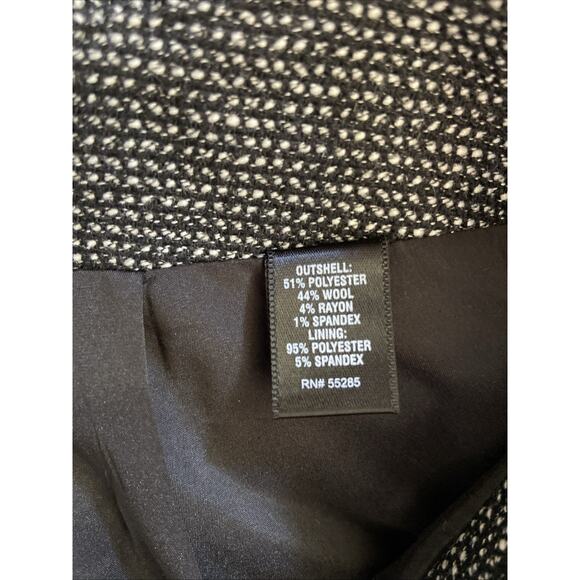 OUTSHELL:
51% POLYESTER
44% WOOL
4% RAYON
1% SPANDEX
LINING:
95% POLYESTER
5% SPANDEX
RN# 55285